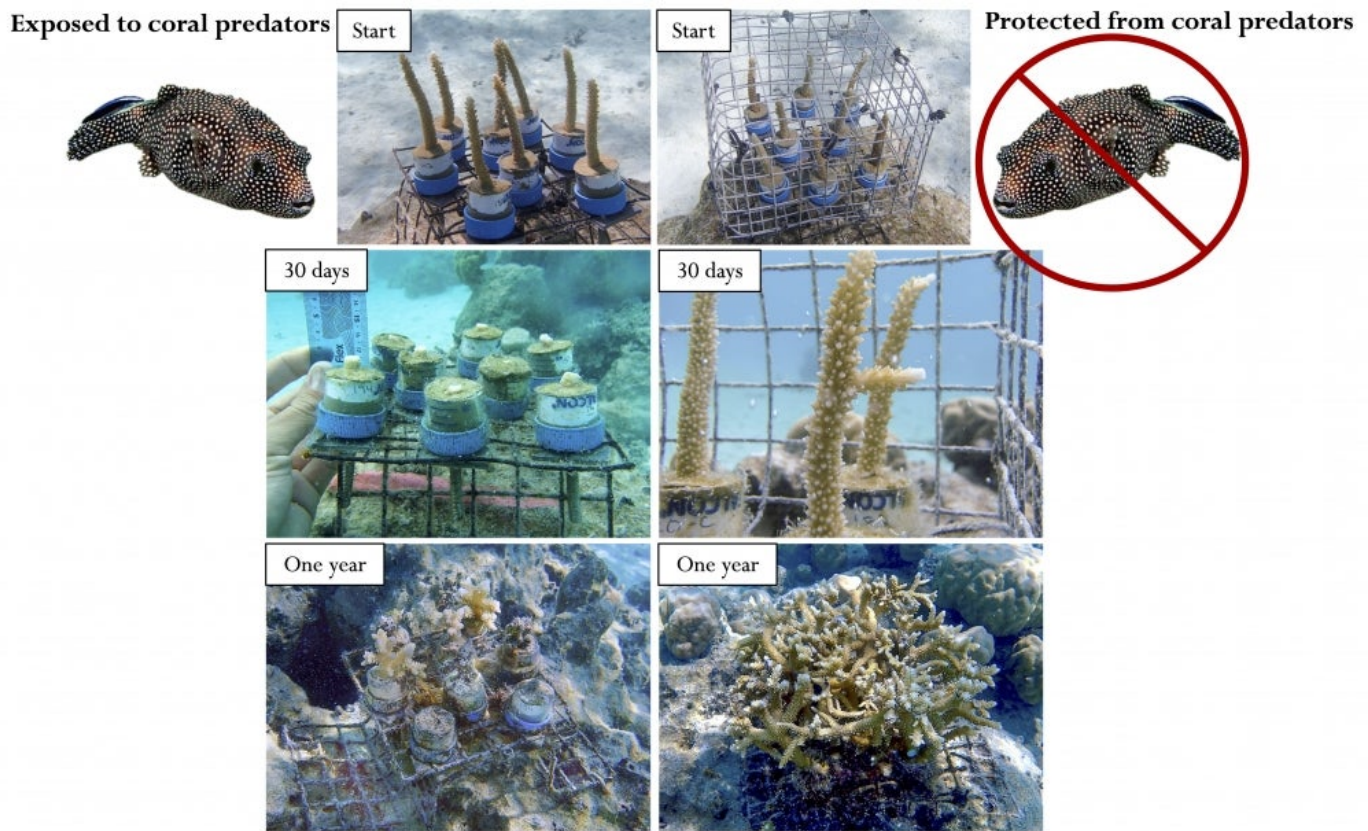 Exposed to coral predators
Start
Start
Protected from coral predators
30 days
30 days
One year
One year